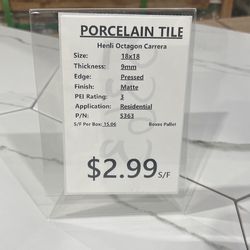 PORCELAIN TILE
Henli Octagon Carrera
Size: 18x18
Thickness: 9mm
Edge: Pressed
Finish: Matte
PEI Rating: 3
Application: Residential
P/N: 5363
S/F Per Box: 15.06 Boxes Pallet
$2.99 S/F